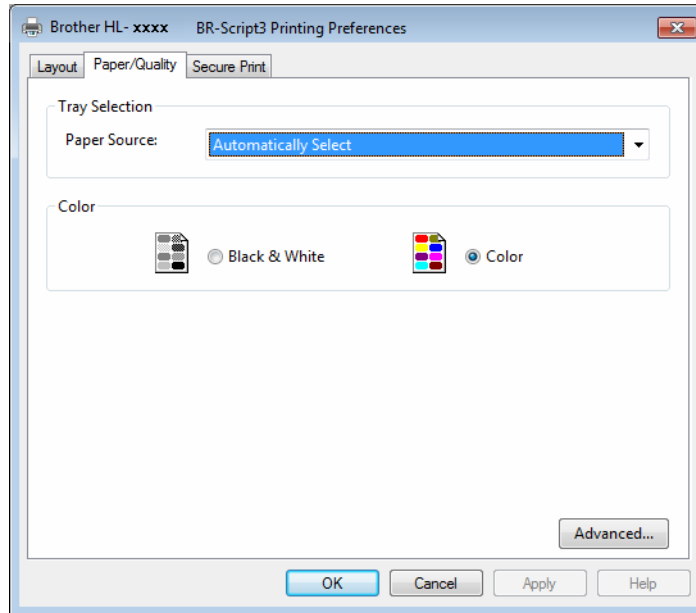 Brother HL- xxxx BR-Script3 Printing Preferences
Layout Paper/Quality Secure Print
Tray Selection
Paper Source: Automatically Select
Color
Black & White Color
Advanced...
OK Cancel Apply Help